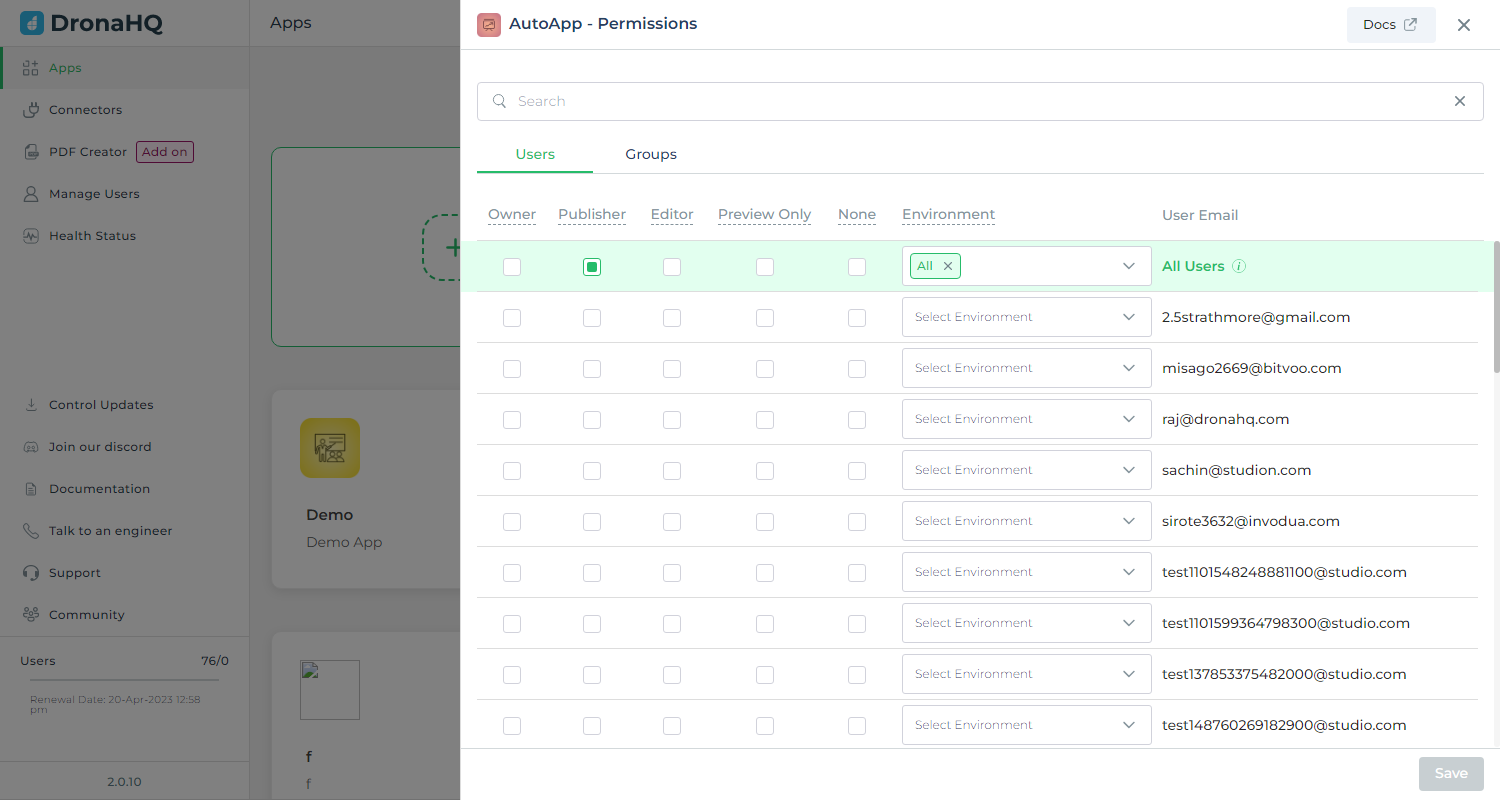 DronaHQ
Apps
Connectors
PDF Creator Add on
Manage Users
Health Status
Control Updates
Join our discord
Documentation
Talk to an engineer
Support
Community
Users 76/0
Renewal Date: 20-Apr-2023 12:58
pm
2.0.10
Apps
Demo
Demo App
f
f
AutoApp - Permissions
Docs
Search
Users Groups
Owner Publisher Editor Preview Only None Environment User Email
All All Users
Select Environment 2.5strathmore@gmail.com
Select Environment misago2669@bitvoo.com
Select Environment raj@dronahq.com
Select Environment sachin@studion.com
Select Environment sirote3632@invodua.com
Select Environment test1101548248881100@studio.com
Select Environment test1101599364798300@studio.com
Select Environment test137853375482000@studio.com
Select Environment test148760269182900@studio.com
Save